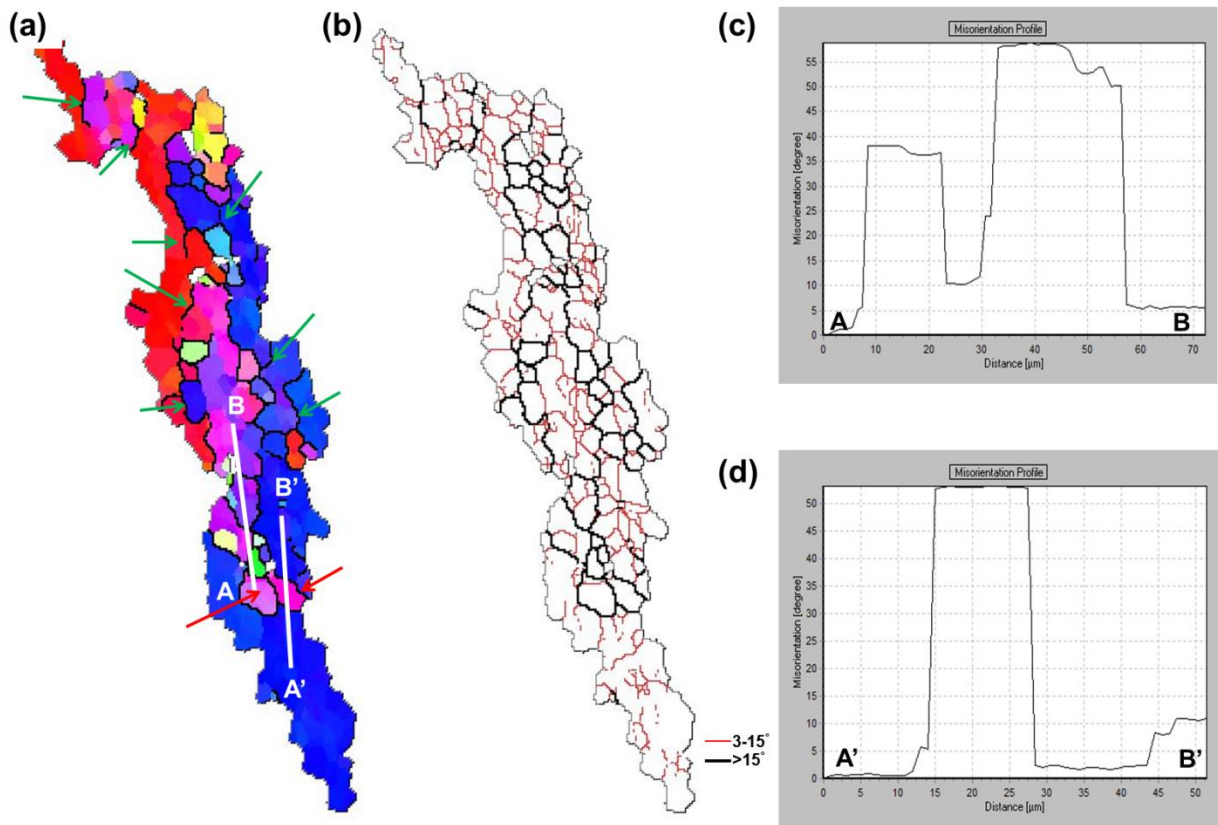 (a)
(b)
(c)
(d)
B
B'
A
A'
3-15°
>15°
Misorientation Profile
Misorientation [degree]
55
50
45
40
35
30
25
20
15
10
5
0
A
B
0 10 20 30 40 50 60 70
Distance [µm]
Misorientation Profile
Misorientation [degree]
50
45
40
35
30
25
20
15
10
5
0
A'
B'
0 5 10 15 20 25 30 35 40 45 50
Distance [µm]